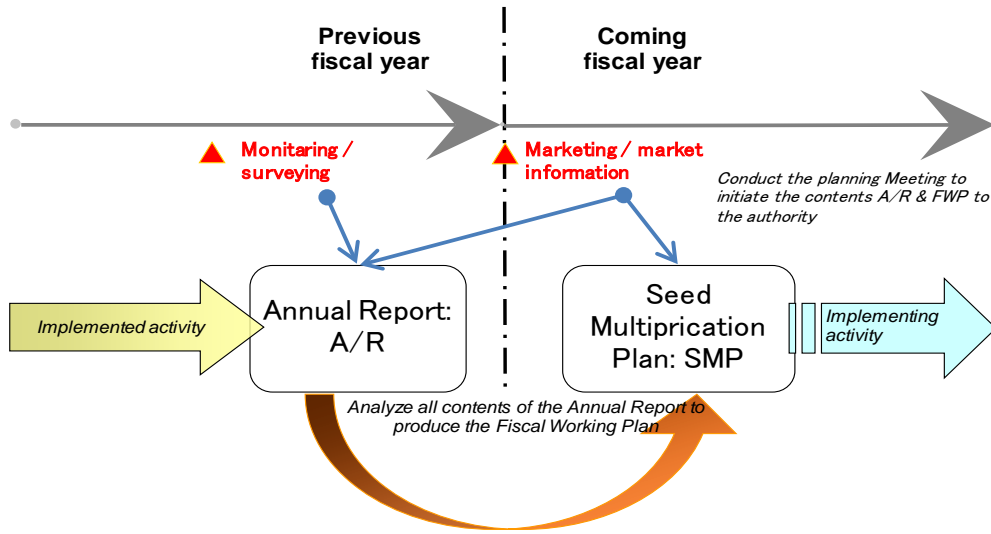 Previous
fiscal year
Coming
fiscal year
Monitaring /
surveying
Marketing / market
information
Conduct the planning Meeting to
initiate the contents A/R & FWP to
the authority
Implemented activity
Annual Report:
A/R
Seed
Multiprication
Plan: SMP
Implementing
activity
Analyze all contents of the Annual Report to
produce the Fiscal Working Plan